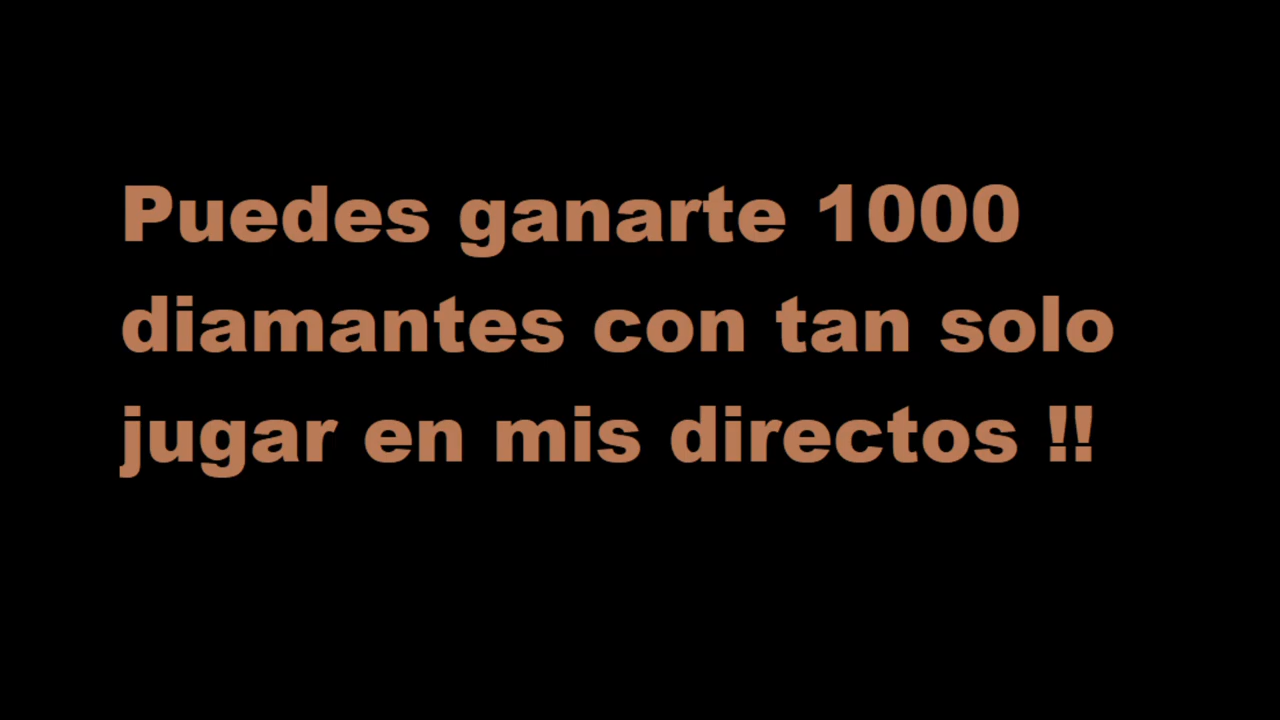 Puedes ganarte 1000
diamantes con tan solo
jugar en mis directos !!